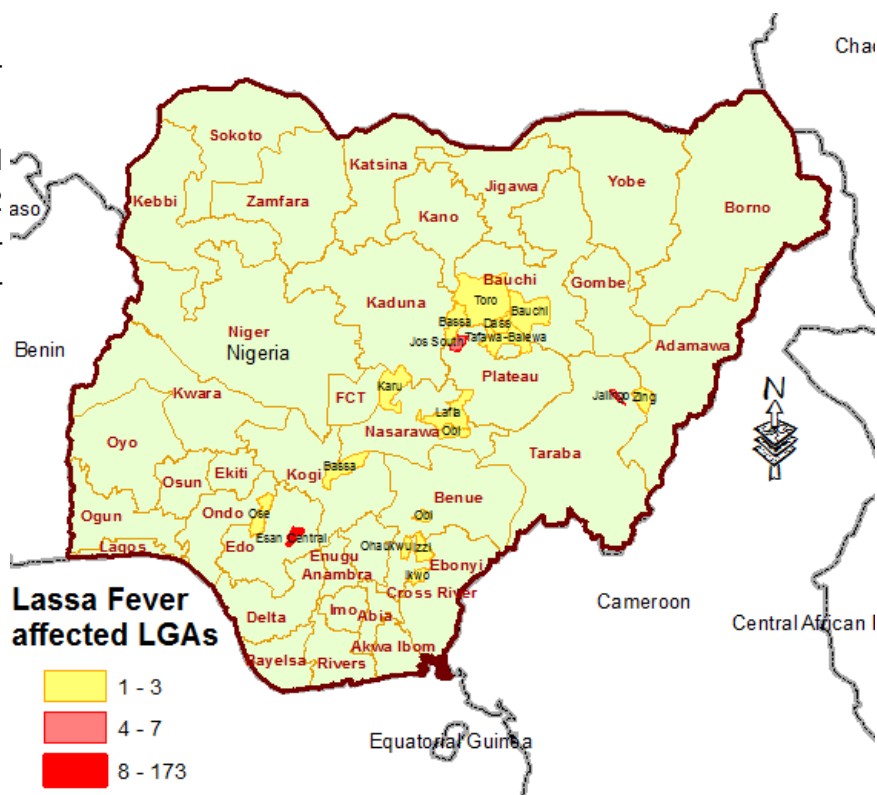 Chad
Sokoto
Katsina
Jigawa
Yobe
Kebbi
Zamfara
Kano
Borno
aso
Bauchi
Gombe
Toro
Kaduna
Bauchi
Bassa
Dass
Niger
Jos South
Tafawa-Balewa
Adamawa
Nigeria
Benin
Plateau
N
Karu
Kwara
FCT
Jalingo
Zing
Lafia
Nasarawa
Obi
Oyo
Taraba
Bassa
Osun
Ekiti
Kogi
Benue
Ogun
Ondo
Ose
Obi
Esan Central
Lagos
Edo
Enugu
Ohaukwu
Izzi
Ebonyi
Anambra
Ikwo
Cross River
Lassa Fever
affected LGAs
Imo
Abia
Cameroon
Delta
Central African
Akwa Ibom
Bayelsa
Rivers
1 - 3
4 - 7
Equatorial Guinea
8 - 173